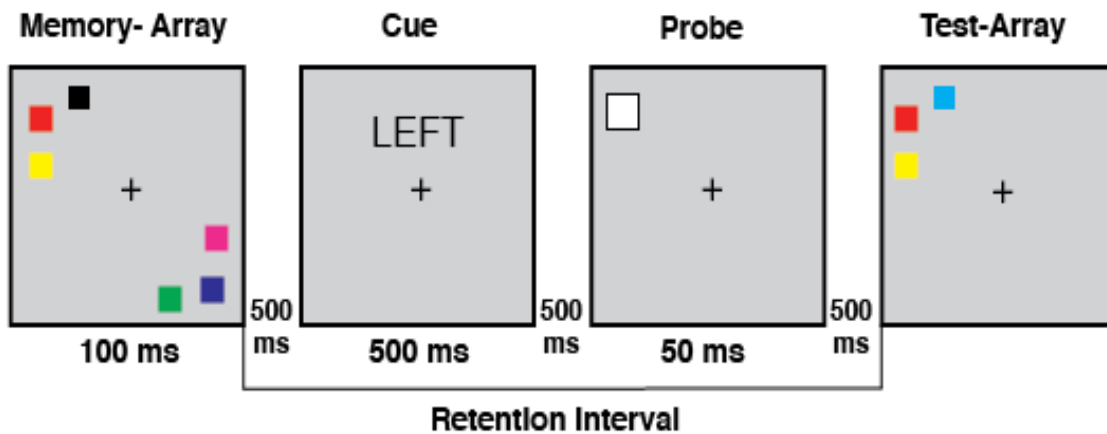 Memory- Array
Cue
Probe
Test-Array
LEFT
500
ms
500
ms
500
ms
100 ms
500 ms
50 ms
Retention Interval